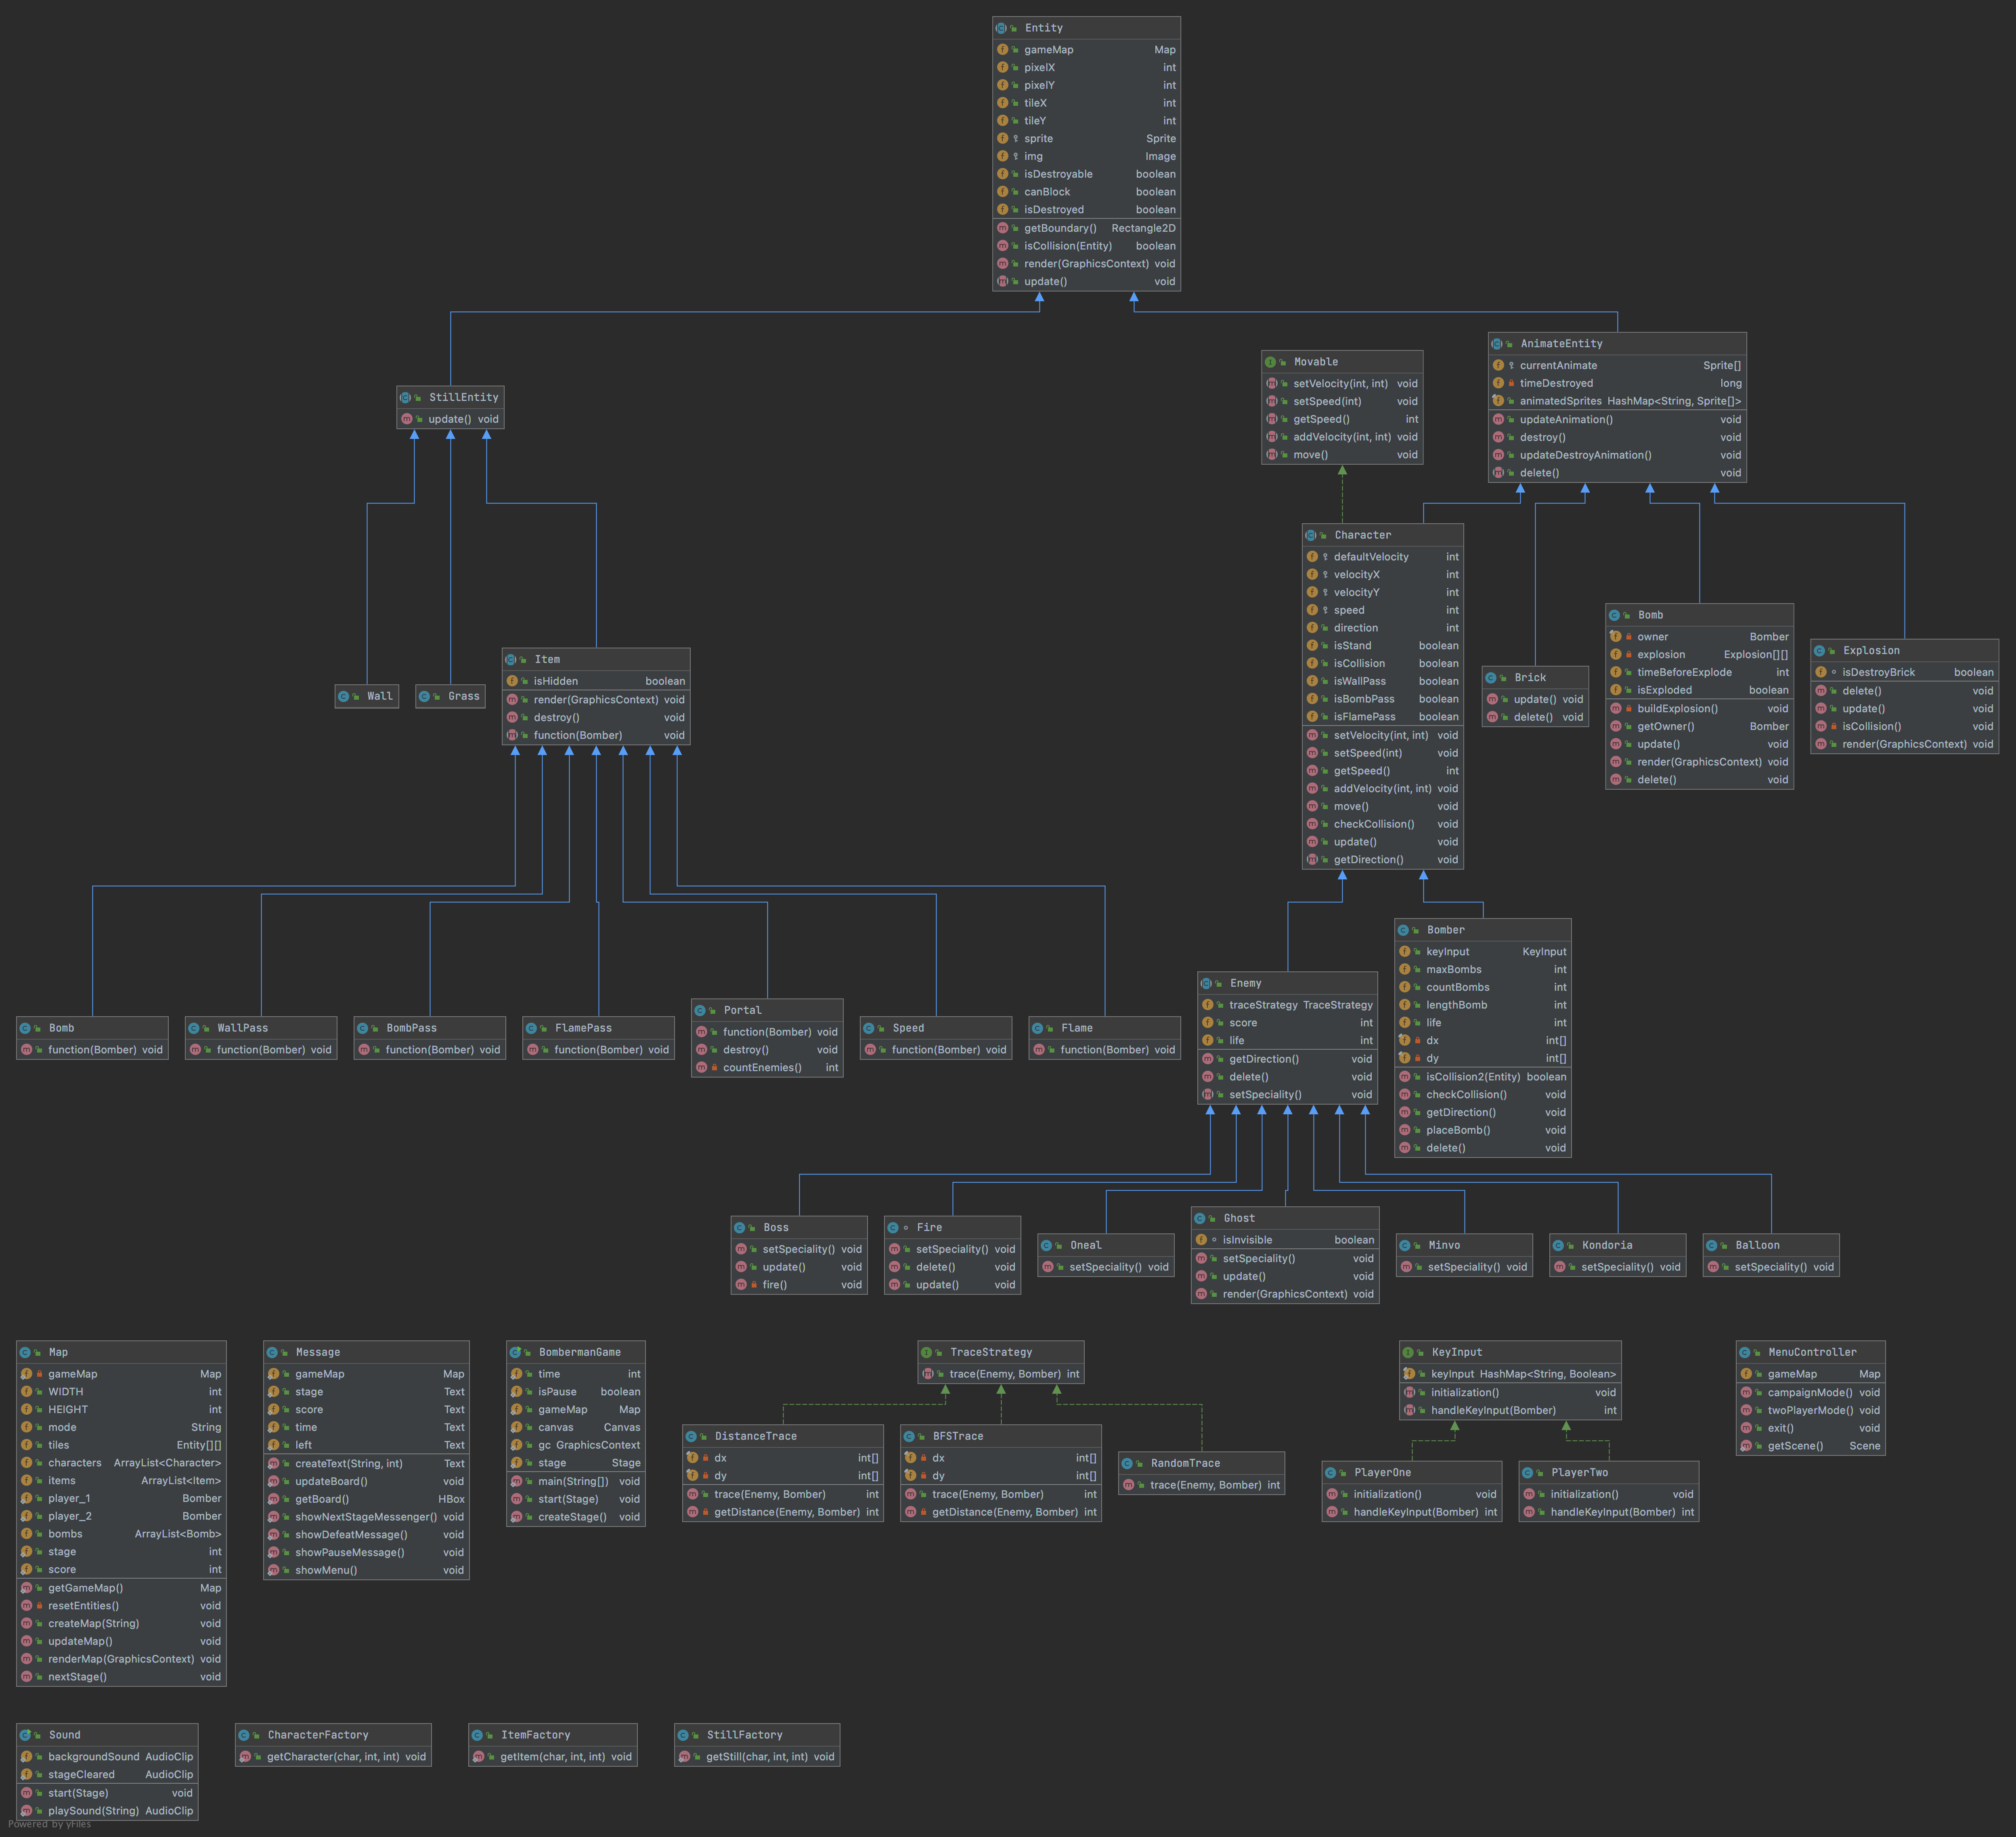 Entity
gameMap Map
pixelX int
pixelY int
tileX int
tileY int
sprite Sprite
img Image
isDestroyable boolean
canBlock boolean
isDestroyed boolean
getBoundary() Rectangle2D
isCollision(Entity) boolean
render(GraphicsContext) void
update() void
StillEntity
update() void
Movable
setVelocity(int, int) void
setSpeed(int) void
getSpeed() int
addVelocity(int, int) void
move() void
AnimateEntity
currentAnimate Sprite[]
timeDestroyed long
animatedSprites HashMap<String, Sprite[]>
updateAnimation() void
destroy() void
updateDestroyAnimation() void
delete() void
Wall
Grass
Item
isHidden boolean
render(GraphicsContext) void
destroy() void
function(Bomber) void
Character
defaultVelocity int
velocityX int
velocityY int
speed int
direction int
isStand boolean
isCollision boolean
isWallPass boolean
isBombPass boolean
isFlamePass boolean
setVelocity(int, int) void
setSpeed(int) void
getSpeed() int
addVelocity(int, int) void
move() void
checkCollision() void
update() void
getDirection() void
Brick
update() void
delete() void
Bomb
owner Bomber
explosion Explosion[][]
timeBeforeExplode int
isExploded boolean
buildExplosion() void
getOwner() Bomber
update() void
render(GraphicsContext) void
delete() void
Explosion
isDestroyBrick boolean
delete() void
update() void
isCollision() void
render(GraphicsContext) void
Bomb
function(Bomber) void
WallPass
function(Bomber) void
BombPass
function(Bomber) void
FlamePass
function(Bomber) void
Portal
function(Bomber) void
destroy() void
countEnemies() int
Speed
function(Bomber) void
Flame
function(Bomber) void
Enemy
traceStrategy TraceStrategy
score int
life int
getDirection() void
delete() void
setSpeciality() void
Bomber
keyInput KeyInput
maxBombs int
countBombs int
lengthBomb int
life int
dx int[]
dy int[]
isCollision2(Entity) boolean
checkCollision() void
getDirection() void
placeBomb() void
delete() void
Boss
setSpeciality() void
update() void
fire() void
Fire
setSpeciality() void
delete() void
update() void
Oneal
setSpeciality() void
Ghost
isInvisible boolean
setSpeciality() void
update() void
render(GraphicsContext) void
Minvo
setSpeciality() void
Kondoria
setSpeciality() void
Balloon
setSpeciality() void
Map
gameMap Map
WIDTH int
HEIGHT int
mode String
tiles Entity[][]
characters ArrayList<Character>
items ArrayList<Item>
player_1 Bomber
player_2 Bomber
bombs ArrayList<Bomb>
stage int
score int
getGameMap() Map
resetEntities() void
createMap(String) void
updateMap() void
renderMap(GraphicsContext) void
nextStage() void
Message
gameMap Map
stage Text
score Text
time Text
left Text
createText(String, int) Text
updateBoard() void
getBoard() HBox
showNextStageMessenger() void
showDefeatMessage() void
showPauseMessage() void
showMenu() void
BombermanGame
time int
isPause boolean
gameMap Map
canvas Canvas
gc GraphicsContext
stage Stage
main(String[]) void
start(Stage) void
createStage() void
TraceStrategy
trace(Enemy, Bomber) int
DistanceTrace
dx int[]
dy int[]
trace(Enemy, Bomber) int
getDistance(Enemy, Bomber) int
BFSTrace
dx int[]
dy int[]
trace(Enemy, Bomber) int
getDistance(Enemy, Bomber) int
RandomTrace
trace(Enemy, Bomber) int
KeyInput
keyInput HashMap<String, Boolean>
initialization() void
handleKeyInput(Bomber) int
PlayerOne
initialization() void
handleKeyInput(Bomber) int
PlayerTwo
initialization() void
handleKeyInput(Bomber) int
MenuController
gameMap Map
campaignMode() void
twoPlayerMode() void
exit() void
getScene() Scene
Sound
backgroundSound AudioClip
stageCleared AudioClip
start(Stage) void
playSound(String) AudioClip
CharacterFactory
getCharacter(char, int, int) void
ItemFactory
getItem(char, int, int) void
StillFactory
getStill(char, int, int) void
Powered by yFiles